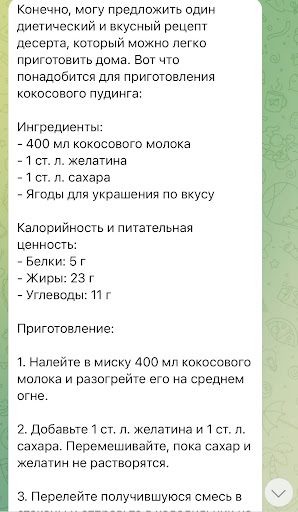 Конечно, могу предложить один
диетический и вкусный рецепт
десерта, который можно легко
приготовить дома. Вот что
понадобится для приготовления
кокосового пудинга:
Ингредиенты:
- 400 мл кокосового молока
- 1 ст. л. желатина
- 1 ст. л. сахара
- Ягоды для украшения по вкусу
Калорийность и питательная
ценность:
- Белки: 5 г
- Жиры: 23 г
- Углеводы: 11 г
Приготовление:
1. Налейте в миску 400 мл кокосового
молока и разогрейте его на среднем
огне.
2. Добавьте 1 ст. л. желатина и 1 ст. л.
сахара. Перемешивайте, пока сахар и
желатин не растворятся.
3. Перелейте получившуюся смесь в